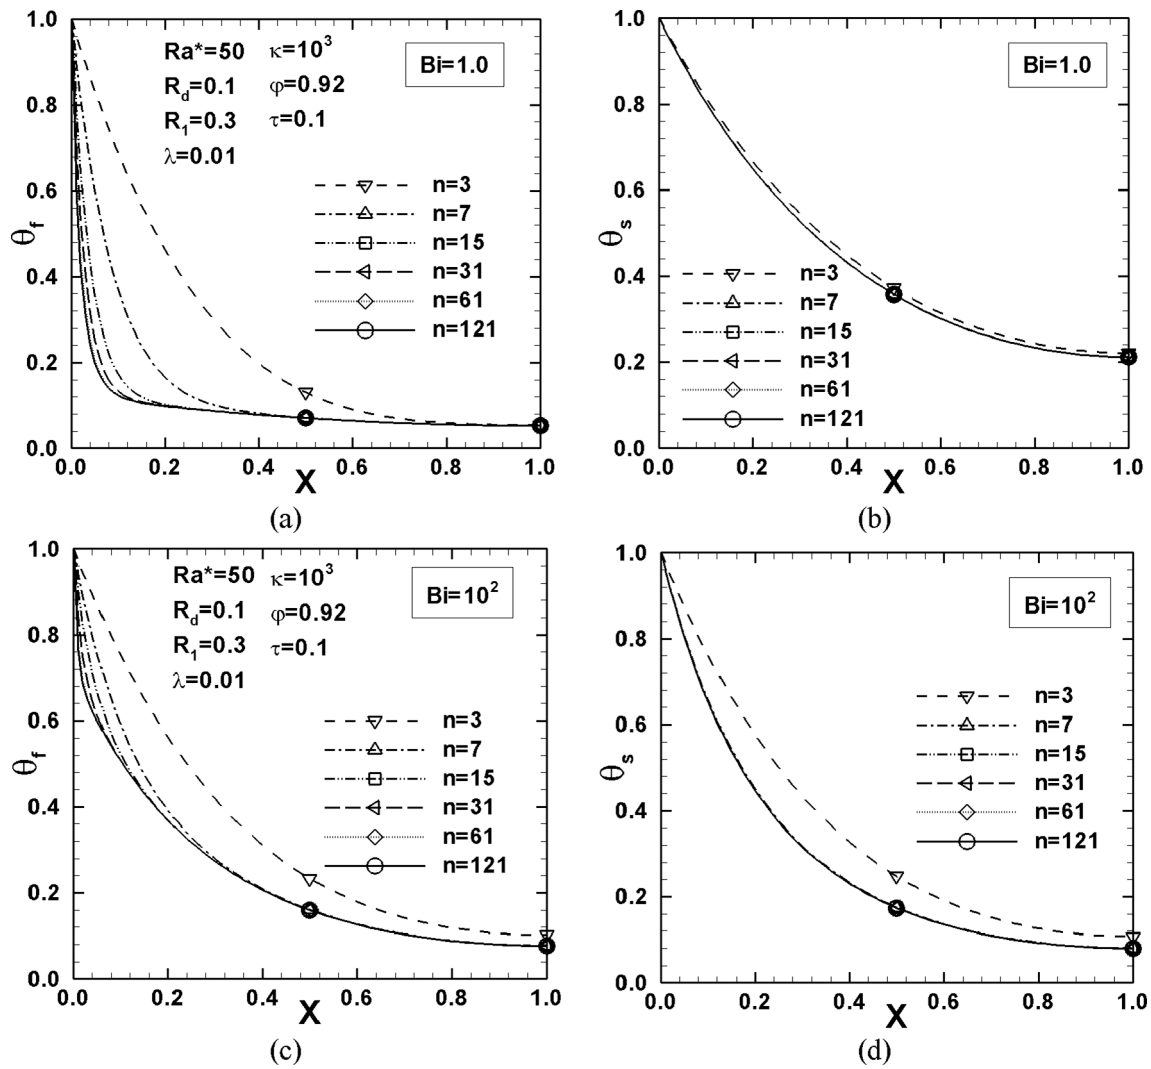 1.0
0.8
0.6
0.4
0.2
0.0
θf
Ra*=50 κ=10³
Rd=0.1 φ=0.92
R1=0.3 τ=0.1
λ=0.01
Bi=1.0
n=3
n=7
n=15
n=31
n=61
n=121
0.0 0.2 0.4 0.6 0.8 1.0
X
(a)
1.0
0.8
0.6
0.4
0.2
0.0
θs
Bi=1.0
n=3
n=7
n=15
n=31
n=61
n=121
0.0 0.2 0.4 0.6 0.8 1.0
X
(b)
1.0
0.8
0.6
0.4
0.2
0.0
θf
Ra*=50 κ=10³
Rd=0.1 φ=0.92
R1=0.3 τ=0.1
λ=0.01
Bi=10²
n=3
n=7
n=15
n=31
n=61
n=121
0.0 0.2 0.4 0.6 0.8 1.0
X
(c)
1.0
0.8
0.6
0.4
0.2
0.0
θs
Bi=10²
n=3
n=7
n=15
n=31
n=61
n=121
0.0 0.2 0.4 0.6 0.8 1.0
X
(d)